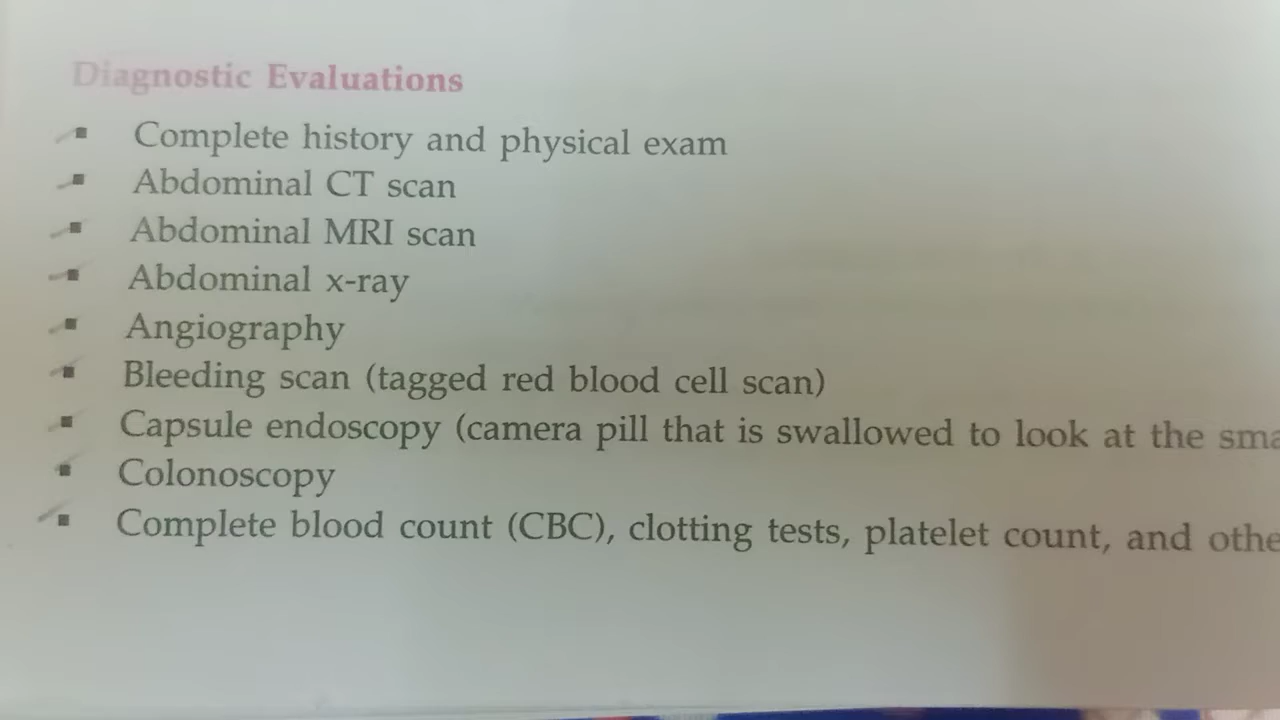 Diagnostic Evaluations
▪ Complete history and physical exam
▪ Abdominal CT scan
▪ Abdominal MRI scan
▪ Abdominal x-ray
▪ Angiography
▪ Bleeding scan (tagged red blood cell scan)
▪ Capsule endoscopy (camera pill that is swallowed to look at the
▪ Colonoscopy
▪ Complete blood count (CBC), clotting tests, platelet count, and